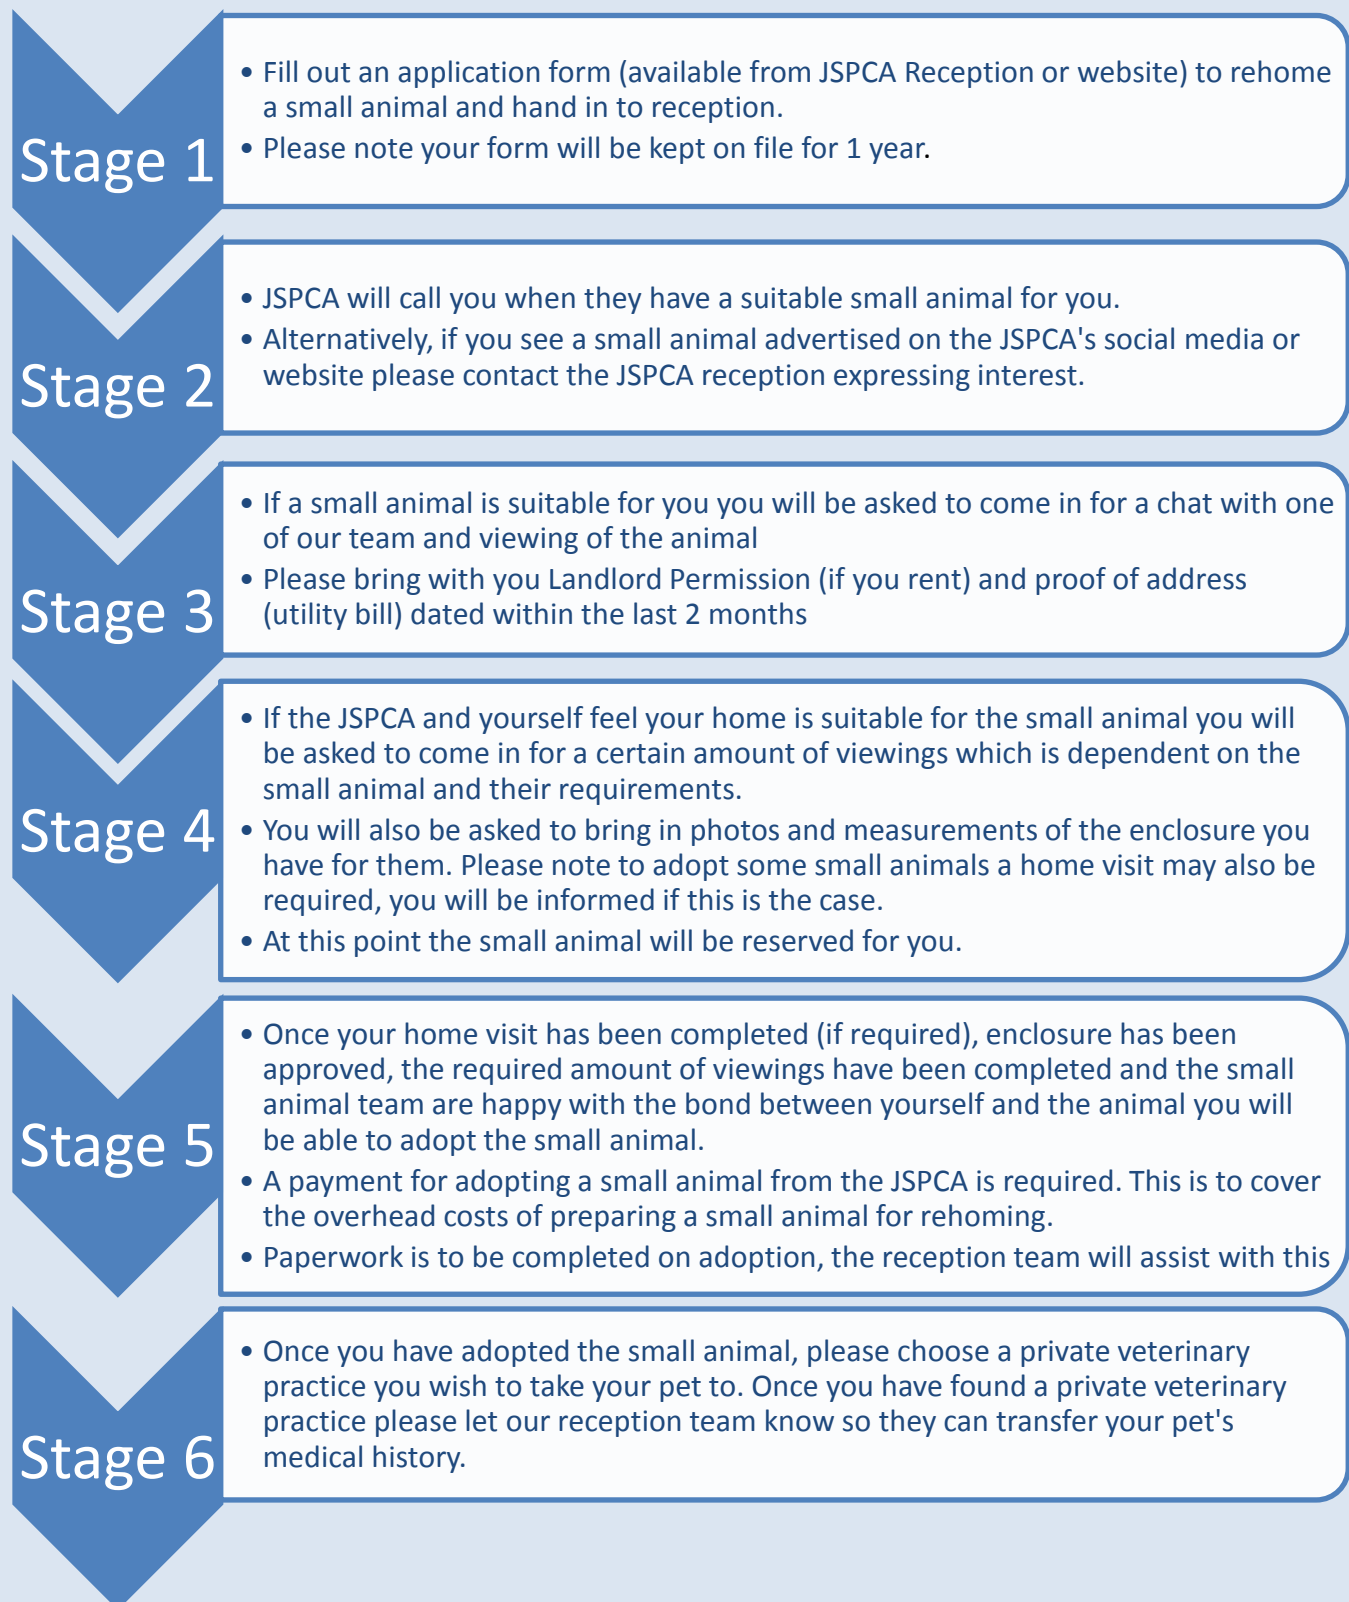 Stage 1
• Fill out an application form (available from JSPCA Reception or website) to rehome
a small animal and hand in to reception.
• Please note your form will be kept on file for 1 year.
Stage 2
• JSPCA will call you when they have a suitable small animal for you.
• Alternatively, if you see a small animal advertised on the JSPCA's social media or
website please contact the JSPCA reception expressing interest.
Stage 3
• If a small animal is suitable for you you will be asked to come in for a chat with one
of our team and viewing of the animal
• Please bring with you Landlord Permission (if you rent) and proof of address
(utility bill) dated within the last 2 months
Stage 4
• If the JSPCA and yourself feel your home is suitable for the small animal you will
be asked to come in for a certain amount of viewings which is dependent on the
small animal and their requirements.
• You will also be asked to bring in photos and measurements of the enclosure you
have for them. Please note to adopt some small animals a home visit may also be
required, you will be informed if this is the case.
• At this point the small animal will be reserved for you.
Stage 5
• Once your home visit has been completed (if required), enclosure has been
approved, the required amount of viewings have been completed and the small
animal team are happy with the bond between yourself and the animal you will
be able to adopt the small animal.
• A payment for adopting a small animal from the JSPCA is required. This is to cover
the overhead costs of preparing a small animal for rehoming.
• Paperwork is to be completed on adoption, the reception team will assist with this
Stage 6
• Once you have adopted the small animal, please choose a private veterinary
practice you wish to take your pet to. Once you have found a private veterinary
practice please let our reception team know so they can transfer your pet's
medical history.